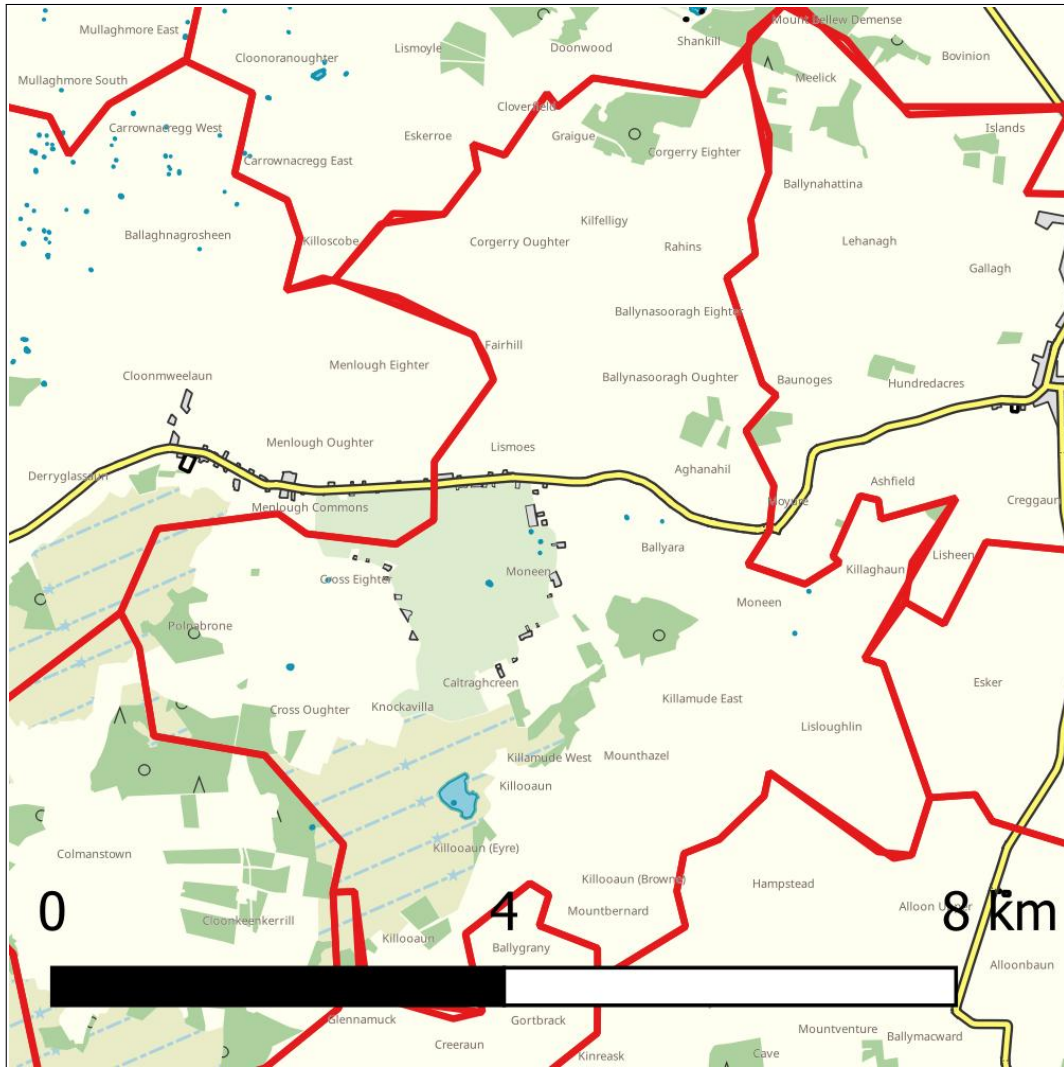 Mullaghmore East
Mount Bellew Demense
Cloonoranoughter
Lismoyle
Doonwood
Shankill
Bovinion
Mullaghmore South
Meelick
Cloverfield
Carrownacregg West
Eskerroe
Graigue
Islands
Carrownacregg East
Corgerry Eighter
Ballynahattina
Kilfelligy
Ballaghnagrosheen
Killoscobe
Corgerry Oughter
Rahins
Lehanagh
Gallagh
Ballynasooragh Eighter
Fairhill
Menlough Eighter
Cloonmweelaun
Ballynasooragh Oughter
Baunoges
Hundredacres
Menlough Oughter
Lismoes
Aghanahil
Ashfield
Menlough Commons
Moyure
Creggaun
Ballyara
Lisheen
Cross Eighter
Moneen
Killaghaun
Moneen
Polnabrone
Caltraghcreen
Esker
Cross Oughter
Knockavilla
Killamude East
Lisloughlin
Killamude West
Mounthazel
Killooaun
Colmanstown
Killooaun (Eyre)
Killooaun (Browne)
Hampstead
0
4
8 km
Cloonkeenkerrill
Mountbernard
Killooaun
Ballygrany
Alloonbaun
Glennamuck
Gortbrack
Mountventure
Ballymacward
Creeraun
Kinreask
Cave